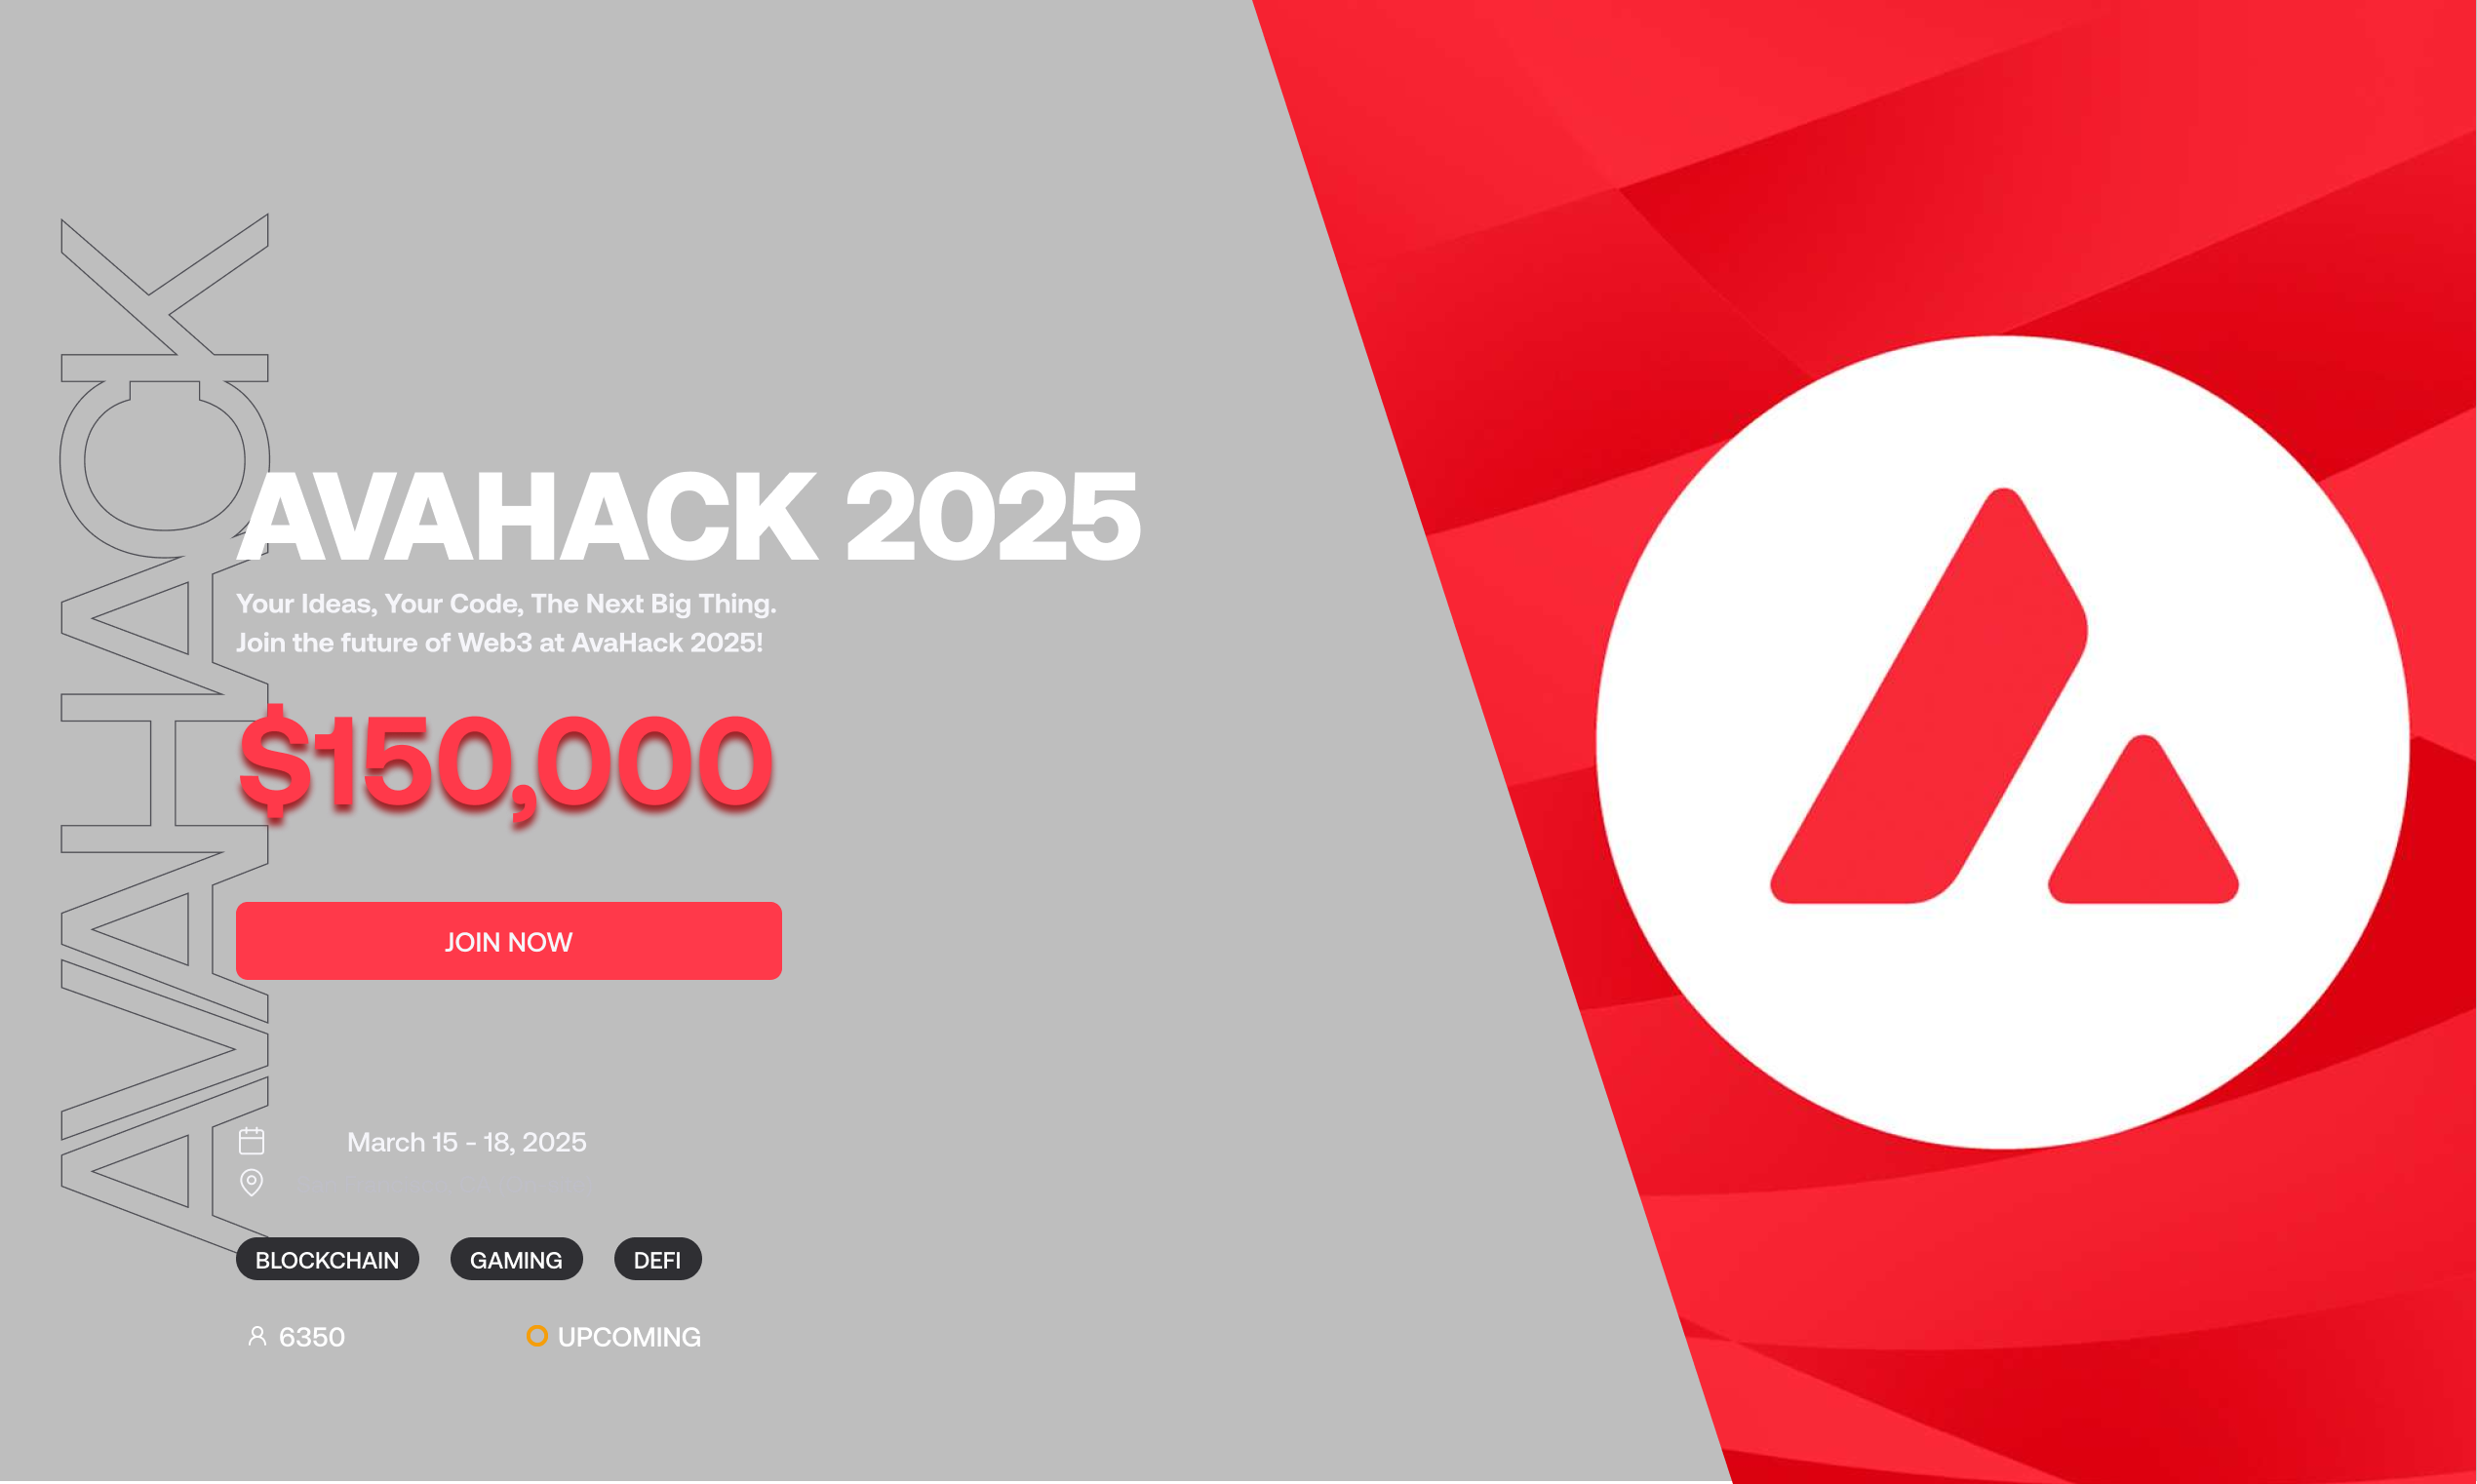 AVAHACK
AVAHACK 2025
Your Ideas, Your Code, The Next Big Thing.
Join the future of Web3 at AvaHack 2025!
$150,000
JOIN NOW
March 15 - 18, 2025
BLOCKCHAIN GAMING DEFI
6350 UPCOMING